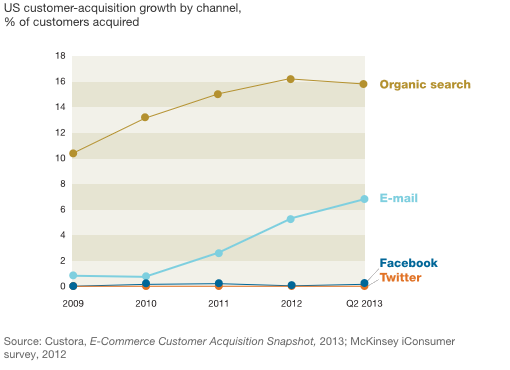 US customer-acquisition growth by channel,
% of customers acquired
18
16
14
12
10
8
6
4
2
0
Organic search
E-mail
Facebook
Twitter
2009 2010 2011 2012 Q2 2013
Source: Custora, E-Commerce Customer Acquisition Snapshot, 2013; McKinsey iConsumer
survey, 2012